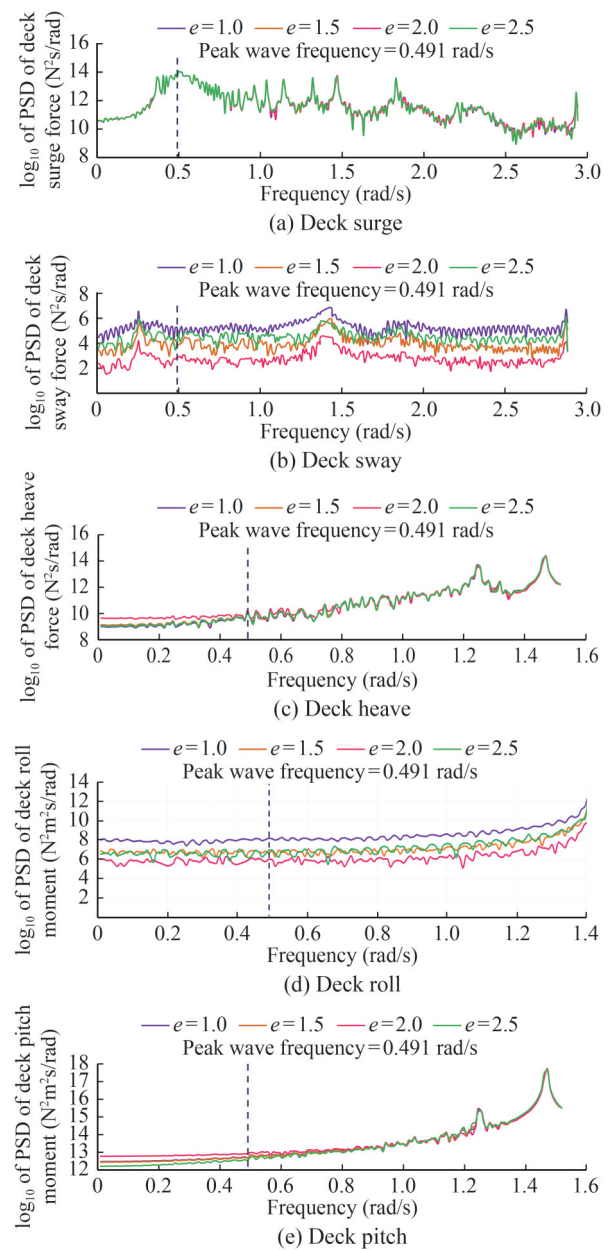 e=1.0 e=1.5 e=2.0 e=2.5
Peak wave frequency=0.491 rad/s
log₁₀ of PSD of deck
surge force (N²s/rad)
16
14
12
10
8
0 0.5 1.0 1.5 2.0 2.5 3.0
Frequency (rad/s)
(a) Deck surge
e=1.0 e=1.5 e=2.0 e=2.5
Peak wave frequency=0.491 rad/s
log₁₀ of PSD of deck
sway force (N²s/rad)
8
6
4
2
0 0.5 1.0 1.5 2.0 2.5 3.0
Frequency (rad/s)
(b) Deck sway
e=1.0 e=1.5 e=2.0 e=2.5
Peak wave frequency=0.491 rad/s
log₁₀ of PSD of deck heave
force (N²s/rad)
16
14
12
10
8
0 0.2 0.4 0.6 0.8 1.0 1.2 1.4 1.6
Frequency (rad/s)
(c) Deck heave
e=1.0 e=1.5 e=2.0 e=2.5
Peak wave frequency=0.491 rad/s
log₁₀ of PSD of deck roll
moment (N²m²s/rad)
14
12
10
8
6
4
2
0 0.2 0.4 0.6 0.8 1.0 1.2 1.4
Frequency (rad/s)
(d) Deck roll
e=1.0 e=1.5 e=2.0 e=2.5
Peak wave frequency=0.491 rad/s
log₁₀ of PSD of deck pitch
moment (N²m²s/rad)
18
17
16
15
14
13
12
0 0.2 0.4 0.6 0.8 1.0 1.2 1.4 1.6
Frequency (rad/s)
(e) Deck pitch